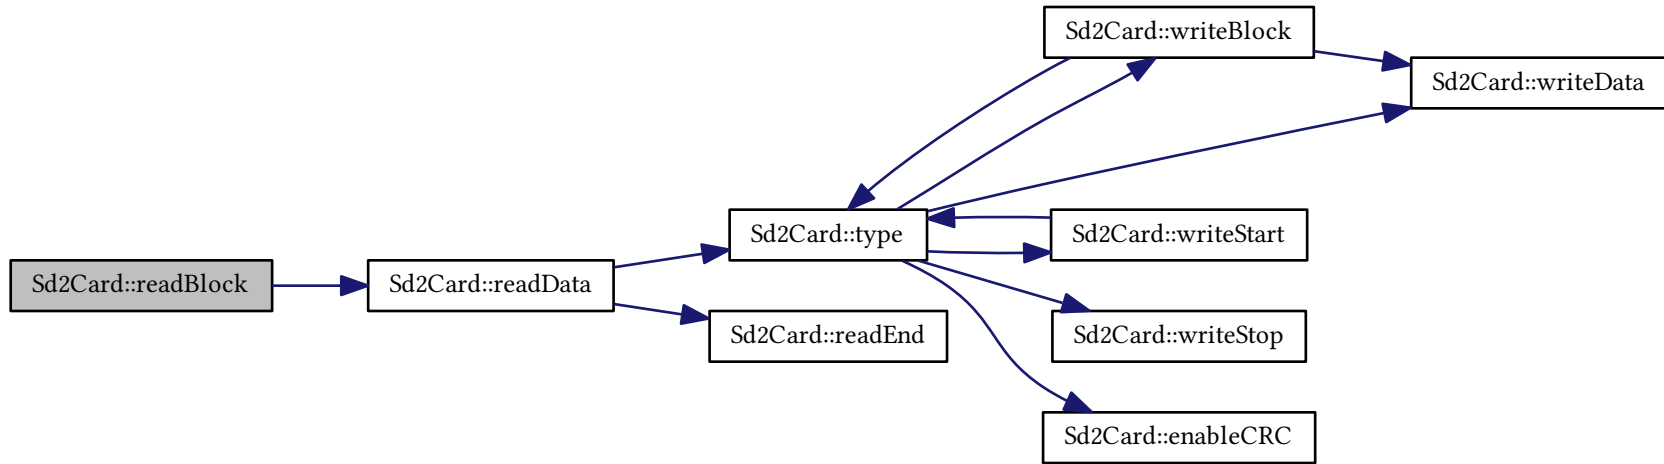 Sd2Card::writeBlock
Sd2Card::writeData
Sd2Card::type
Sd2Card::writeStart
Sd2Card::readBlock
Sd2Card::readData
Sd2Card::readEnd
Sd2Card::writeStop
Sd2Card::enableCRC